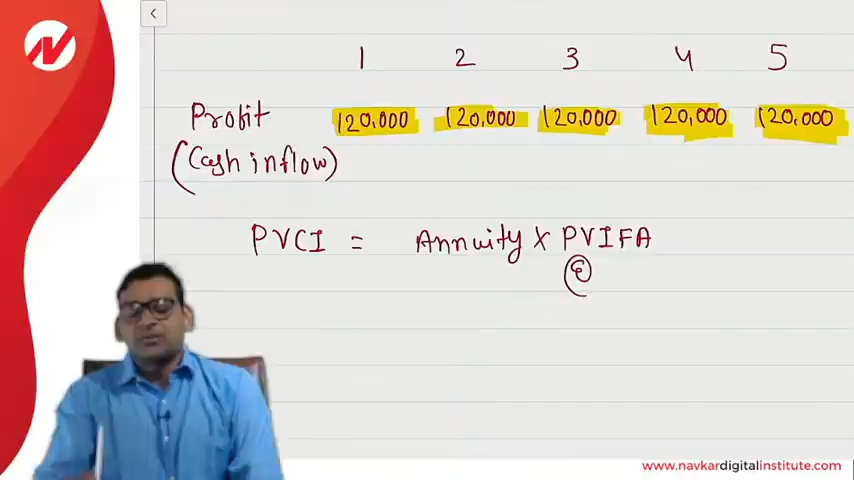 1 2 3 4 5
Profit 120,000 120,000 120,000 120,000 120,000
(Cash inflow)
PVCI = Annuity X PVIFA
@
www.navkardigitalinstitute.com